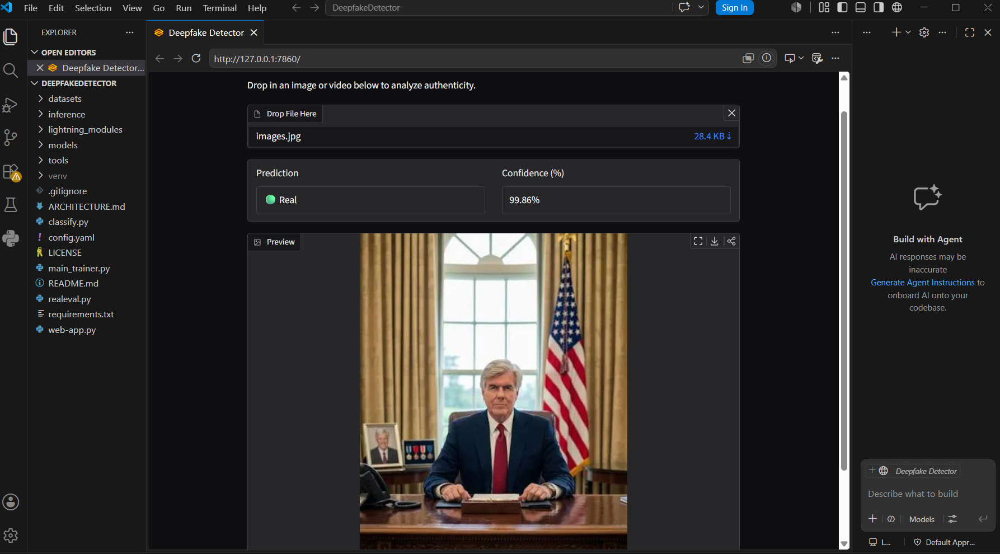 File Edit Selection View Go Run Terminal Help
DeepfakeDetector
Sign In
EXPLORER
OPEN EDITORS
Deepfake Detector...
DEEPFAKEDETECTOR
datasets
inference
lightning_modules
models
tools
venv
.gitignore
ARCHITECTURE.md
classify.py
config.yaml
LICENSE
main_trainer.py
README.md
realeval.py
requirements.txt
web-app.py
Deepfake Detector
http://127.0.0.1:7860/
Drop in an image or video below to analyze authenticity.
Drop File Here
images.jpg 28.4 KB ⇣
Prediction Confidence (%)
Real 99.86%
Preview
Build with Agent
AI responses may be
inaccurate
Generate Agent Instructions to
onboard AI onto your
codebase.
Deepfake Detector
Describe what to build
Models
L... Default Appr...